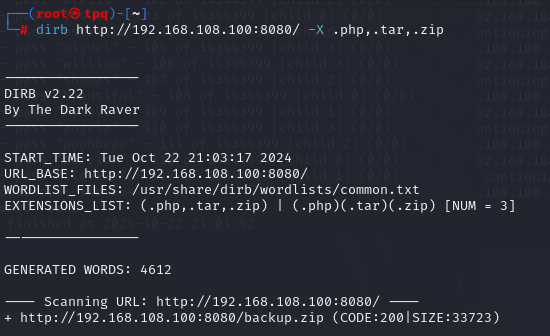 ┌──(root㉿tpq)-[~]
└─# dirb http://192.168.108.100:8080/ -X .php,.tar,.zip
-----------------
DIRB v2.22
By The Dark Raver
-----------------
START_TIME: Tue Oct 22 21:03:17 2024
URL_BASE: http://192.168.108.100:8080/
WORDLIST_FILES: /usr/share/dirb/wordlists/common.txt
EXTENSIONS_LIST: (.php,.tar,.zip) | (.php)(.tar)(.zip) [NUM = 3]
-----------------
GENERATED WORDS: 4612
---- Scanning URL: http://192.168.108.100:8080/ ----
+ http://192.168.108.100:8080/backup.zip (CODE:200|SIZE:33723)